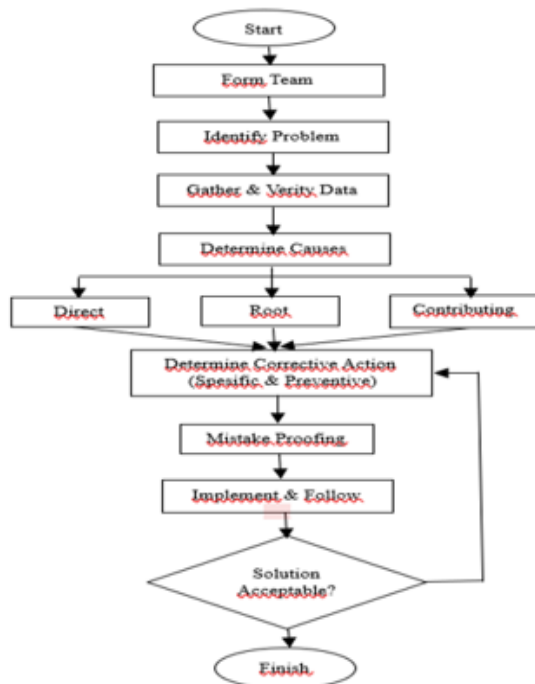 Start
Form Team
Identify Problem
Gather & Verity Data
Determine Causes
Direct
Root
Contributing
Determine Corrective Action
(Spesific & Preventive)
Mistake Proofing
Implement & Follow
Solution
Acceptable?
Finish